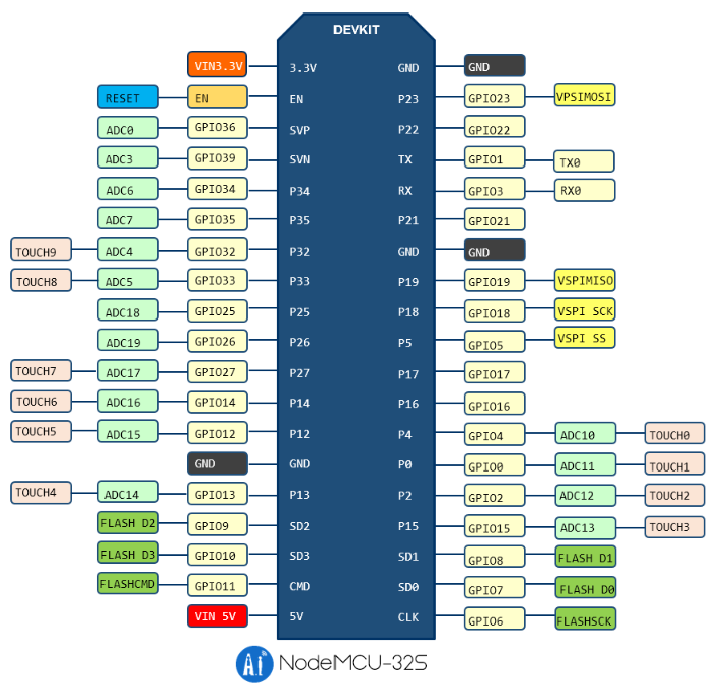 DEVKIT
VIN3.3V 3.3V GND GND
RESET EN EN P23 GPIO23 VPSIMOSI
ADC0 GPIO36 SVP P22 GPIO22
ADC3 GPIO39 SVN TX GPIO1 TX0
ADC6 GPIO34 P34 RX GPIO3 RX0
ADC7 GPIO35 P35 P21 GPIO21
TOUCH9 ADC4 GPIO32 P32 GND GND
TOUCH8 ADC5 GPIO33 P33 P19 GPIO19 VSPIMISO
ADC18 GPIO25 P25 P18 GPIO18 VSPI SCK
ADC19 GPIO26 P26 P5 GPIO5 VSPI SS
TOUCH7 ADC17 GPIO27 P27 P17 GPIO17
TOUCH6 ADC16 GPIO14 P14 P16 GPIO16
TOUCH5 ADC15 GPIO12 P12 P4 GPIO4 ADC10 TOUCH0
GND GND P0 GPIO0 ADC11 TOUCH1
TOUCH4 ADC14 GPIO13 P13 P2 GPIO2 ADC12 TOUCH2
FLASH D2 GPIO9 SD2 P15 GPIO15 ADC13 TOUCH3
FLASH D3 GPIO10 SD3 SD1 GPIO8 FLASH D1
FLASHCMD GPIO11 CMD SD0 GPIO7 FLASH D0
VIN 5V 5V CLK GPIO6 FLASHSCK
Ai NodeMCU-32S